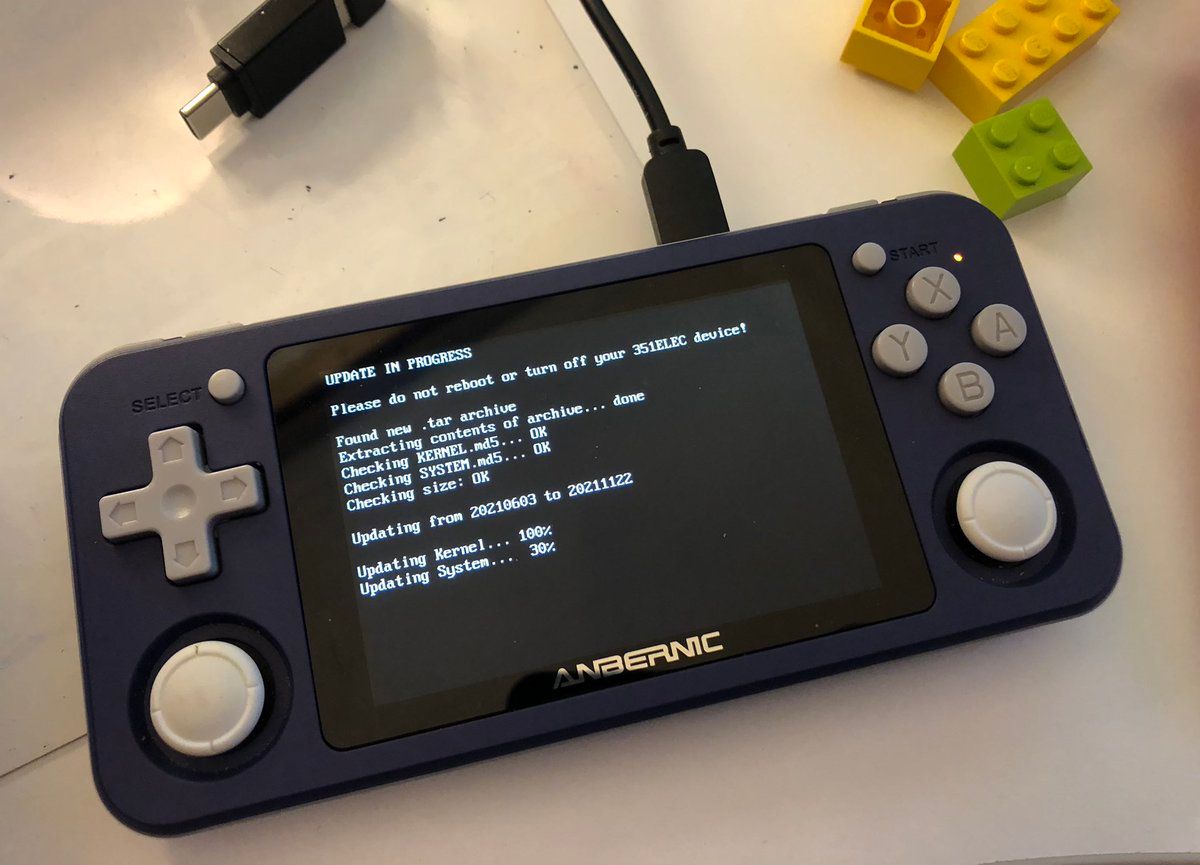 UPDATE IN PROGRESS
Please do not reboot or turn off your 351ELEC device!
Found new .tar archive
Extracting contents of archive... done
Checking KERNEL.md5... OK
Checking SYSTEM.md5... OK
Checking size: OK
Updating from 20210603 to 20211122
Updating Kernel... 100%
Updating System... 30%
ANBERNIC
SELECT
START
X
Y
A
B